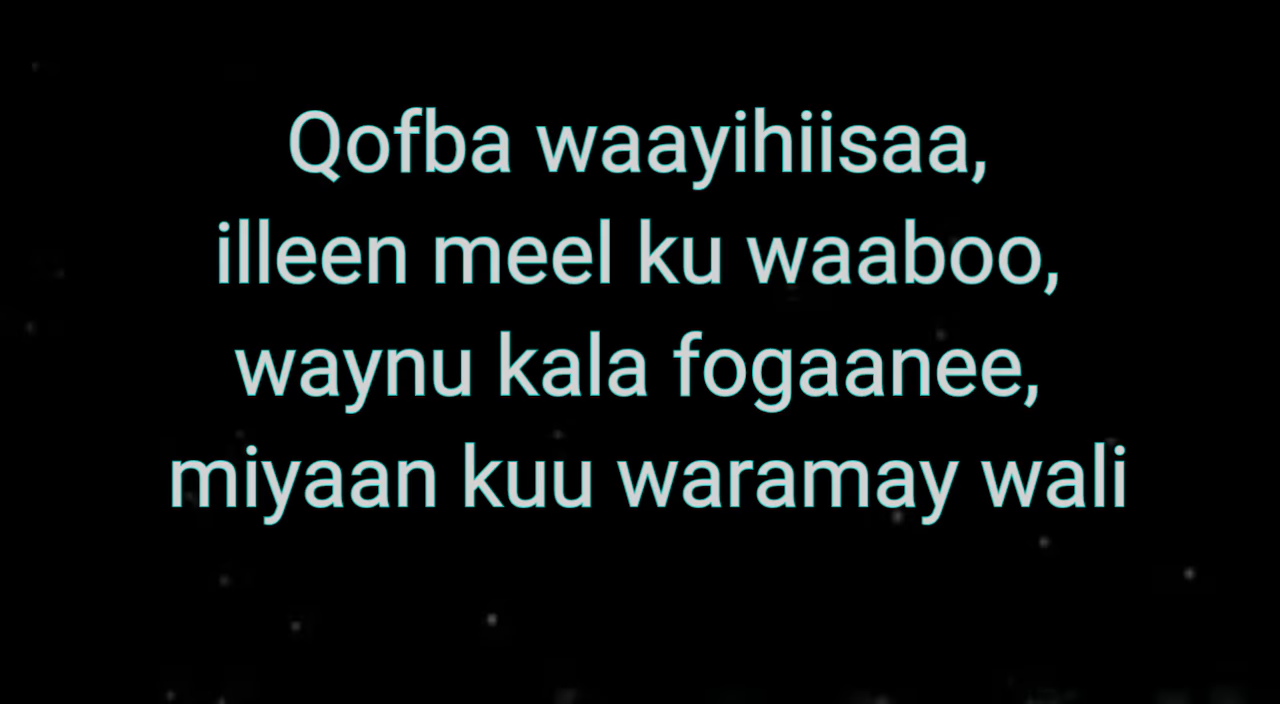 Qofba waayihiisaa,
illeen meel ku waaboo,
waynu kala fogaanee,
miyaan kuu waramay wali